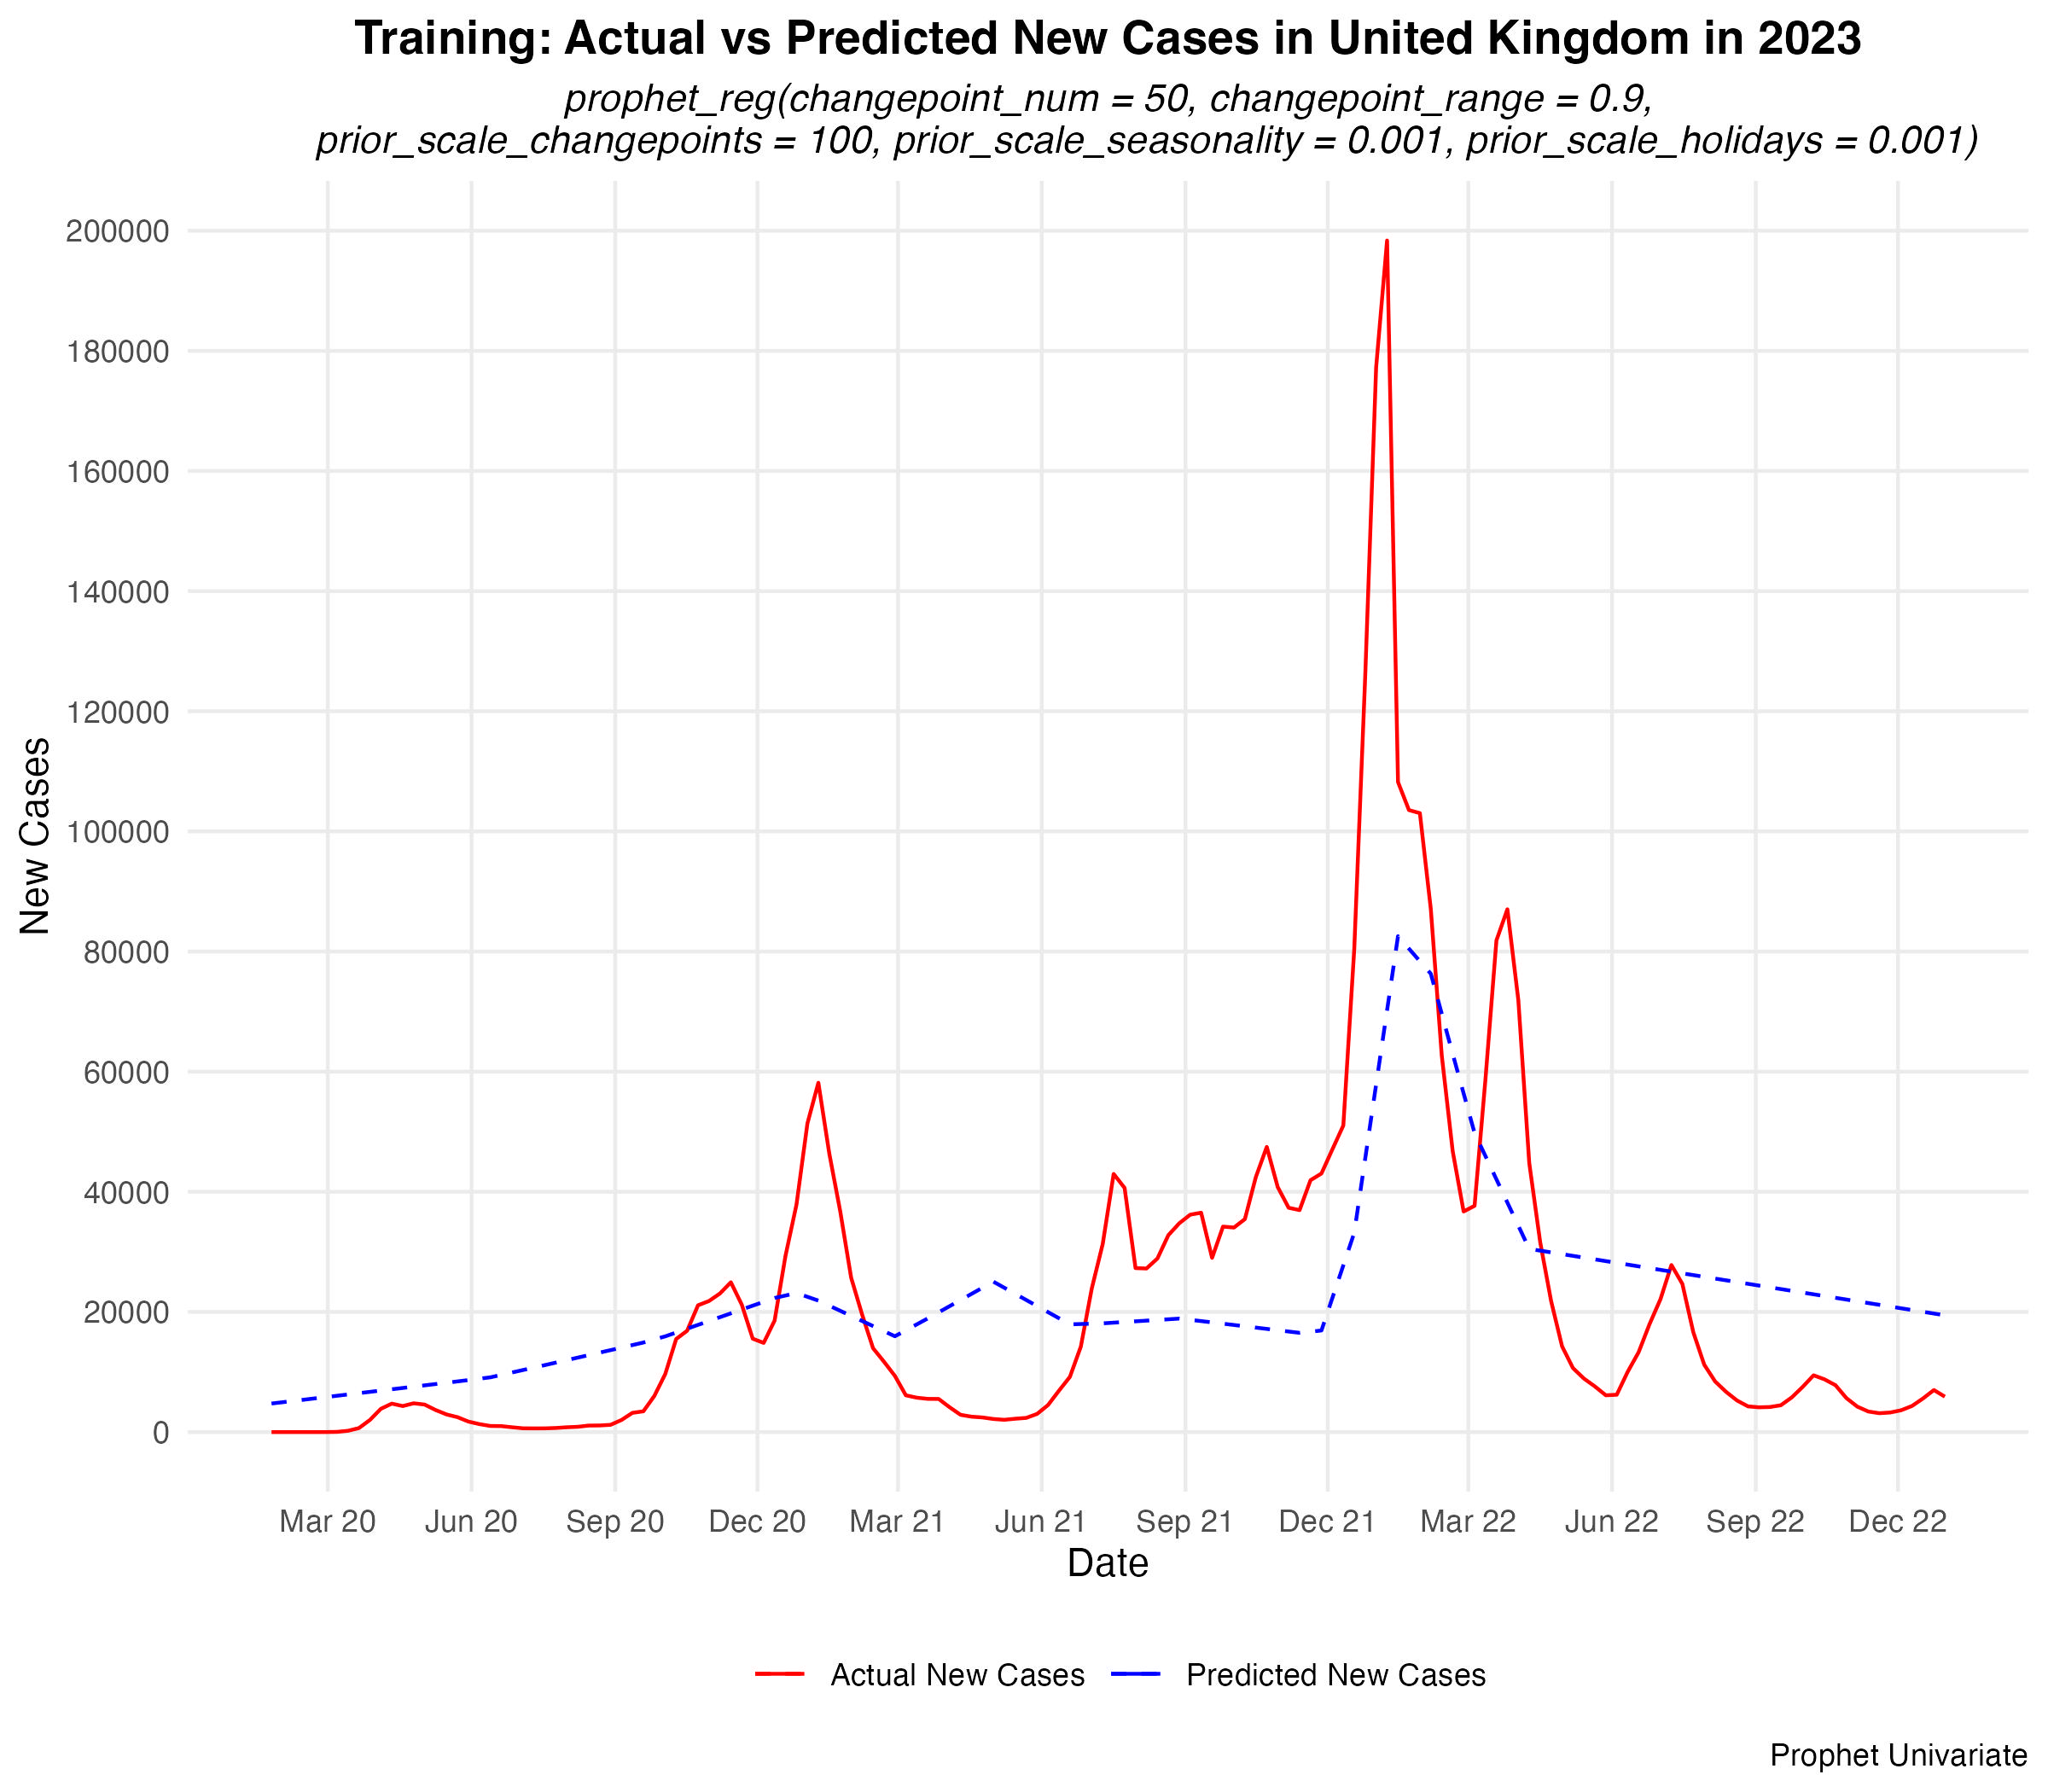 Training: Actual vs Predicted New Cases in United Kingdom in 2023
prophet_reg(changepoint_num = 50, changepoint_range = 0.9,
prior_scale_changepoints = 100, prior_scale_seasonality = 0.001, prior_scale_holidays = 0.001)
200000
180000
160000
140000
120000
100000
80000
60000
40000
20000
0
New Cases
Mar 20 Jun 20 Sep 20 Dec 20 Mar 21 Jun 21 Sep 21 Dec 21 Mar 22 Jun 22 Sep 22 Dec 22
Date
Actual New Cases Predicted New Cases
Prophet Univariate